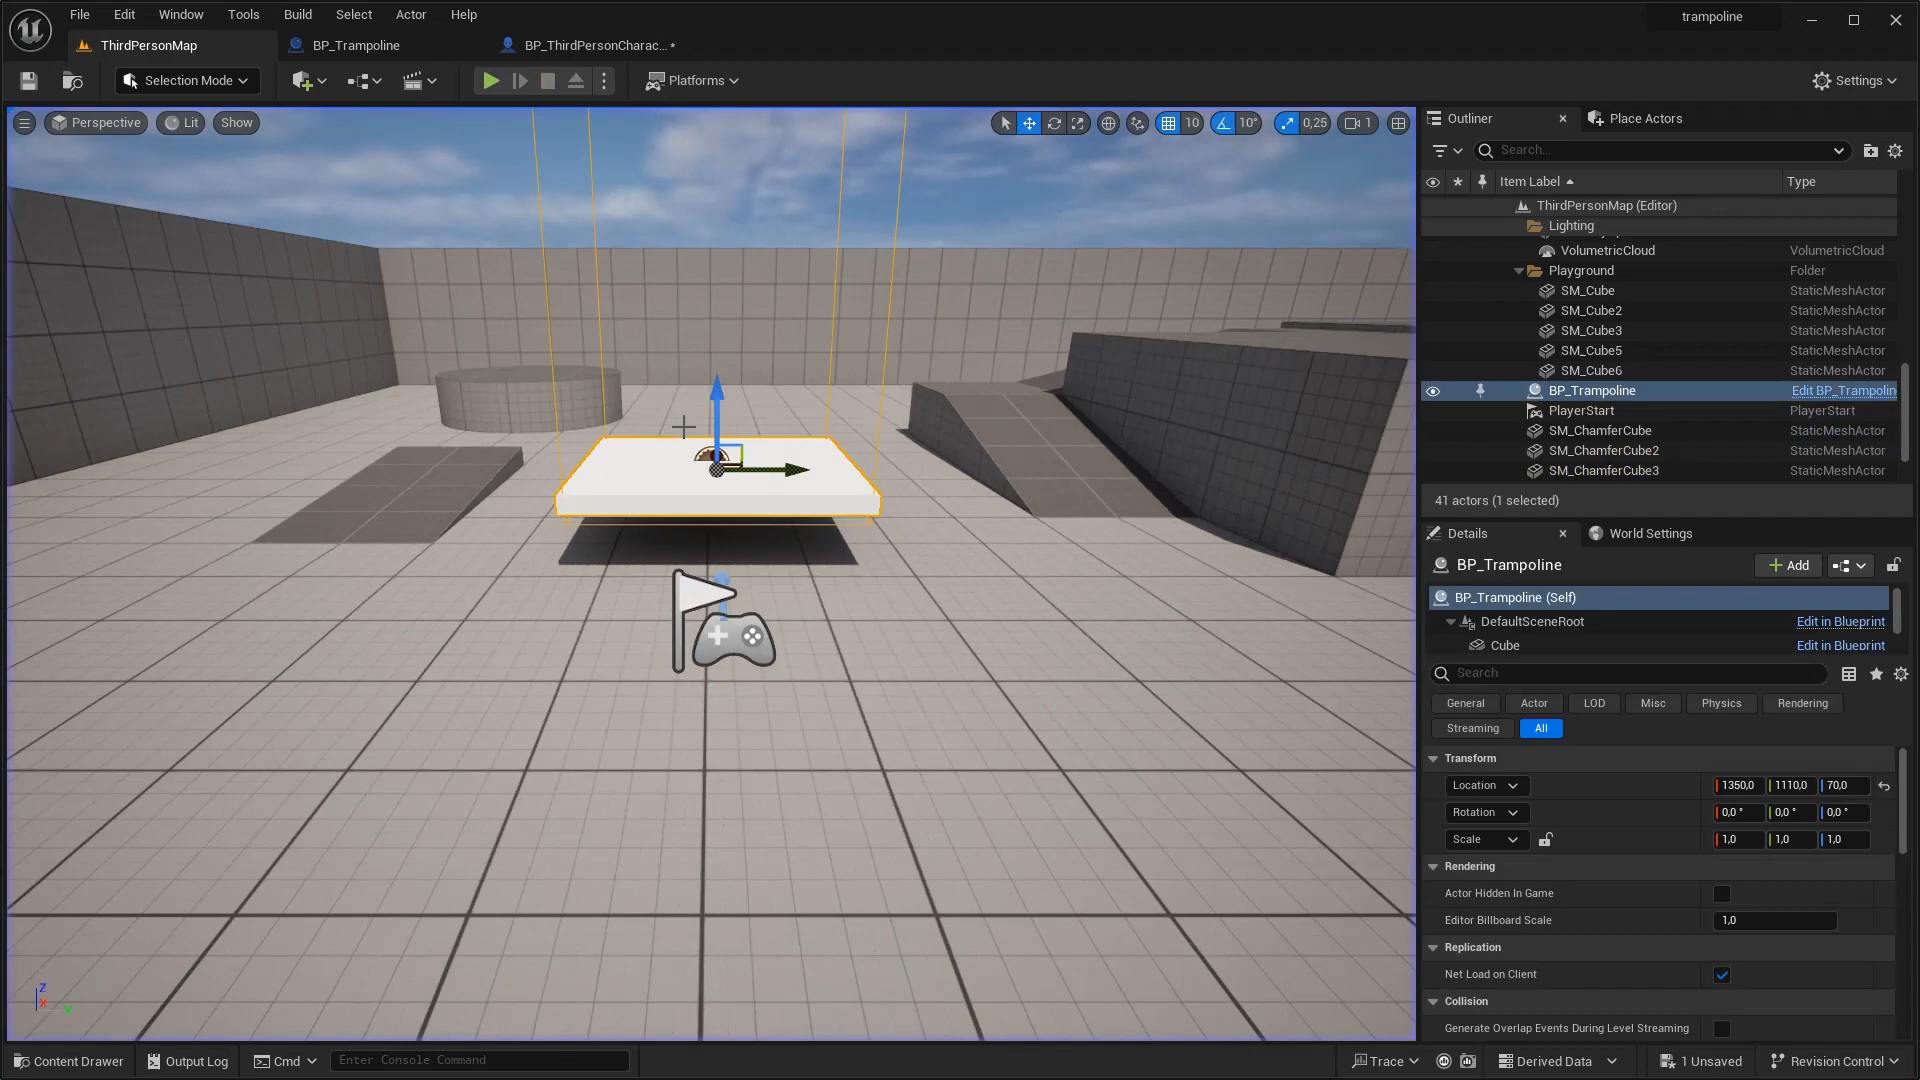 File Edit Window Tools Build Select Actor Help
trampoline
ThirdPersonMap
BP_Trampoline
BP_ThirdPersonCharac... *
Selection Mode
Platforms
Settings
Perspective
Lit
Show
10
10°
0,25
1
Outliner
Place Actors
Search...
Item Label
Type
ThirdPersonMap (Editor)
Lighting
VolumetricCloud VolumetricCloud
Playground Folder
SM_Cube StaticMeshActor
SM_Cube2 StaticMeshActor
SM_Cube3 StaticMeshActor
SM_Cube5 StaticMeshActor
SM_Cube6 StaticMeshActor
BP_Trampoline Edit BP_Trampolin
PlayerStart PlayerStart
SM_ChamferCube StaticMeshActor
SM_ChamferCube2 StaticMeshActor
SM_ChamferCube3 StaticMeshActor
41 actors (1 selected)
Details
World Settings
BP_Trampoline
Add
BP_Trampoline (Self)
DefaultSceneRoot Edit in Blueprint
Cube Edit in Blueprint
Search
General Actor LOD Misc Physics Rendering
Streaming All
Transform
Location 1350,0 1110,0 70,0
Rotation 0,0 ° 0,0 ° 0,0 °
Scale 1,0 1,0 1,0
Rendering
Actor Hidden In Game
Editor Billboard Scale 1,0
Replication
Net Load on Client
Collision
Generate Overlap Events During Level Streaming
Z
X
Y
Content Drawer
Output Log
Cmd
Enter Console Command
Trace
Derived Data
1 Unsaved
Revision Control